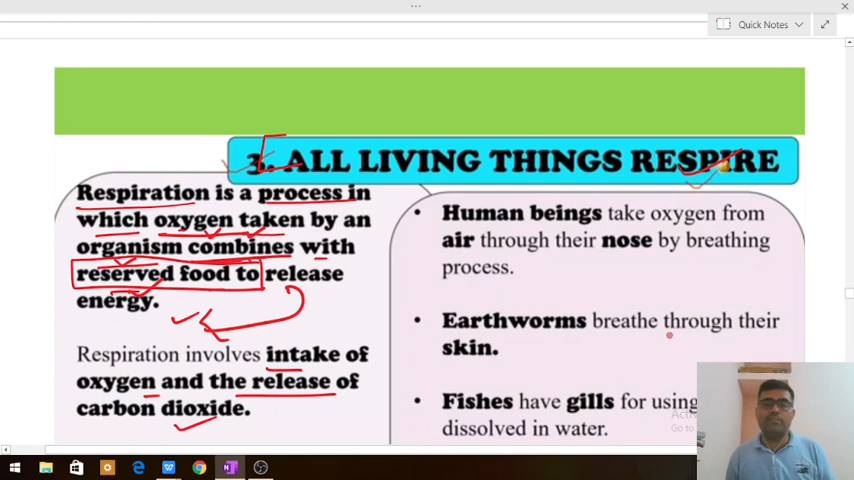 Quick Notes
3. ALL LIVING THINGS RESPIRE
Respiration is a process in
which oxygen taken by an
organism combines with
reserved food to release
energy.
Respiration involves intake of
oxygen and the release of
carbon dioxide.
• Human beings take oxygen from
air through their nose by breathing
process.
• Earthworms breathe through their
skin.
• Fishes have gills for using
dissolved in water.
Activ
Go to